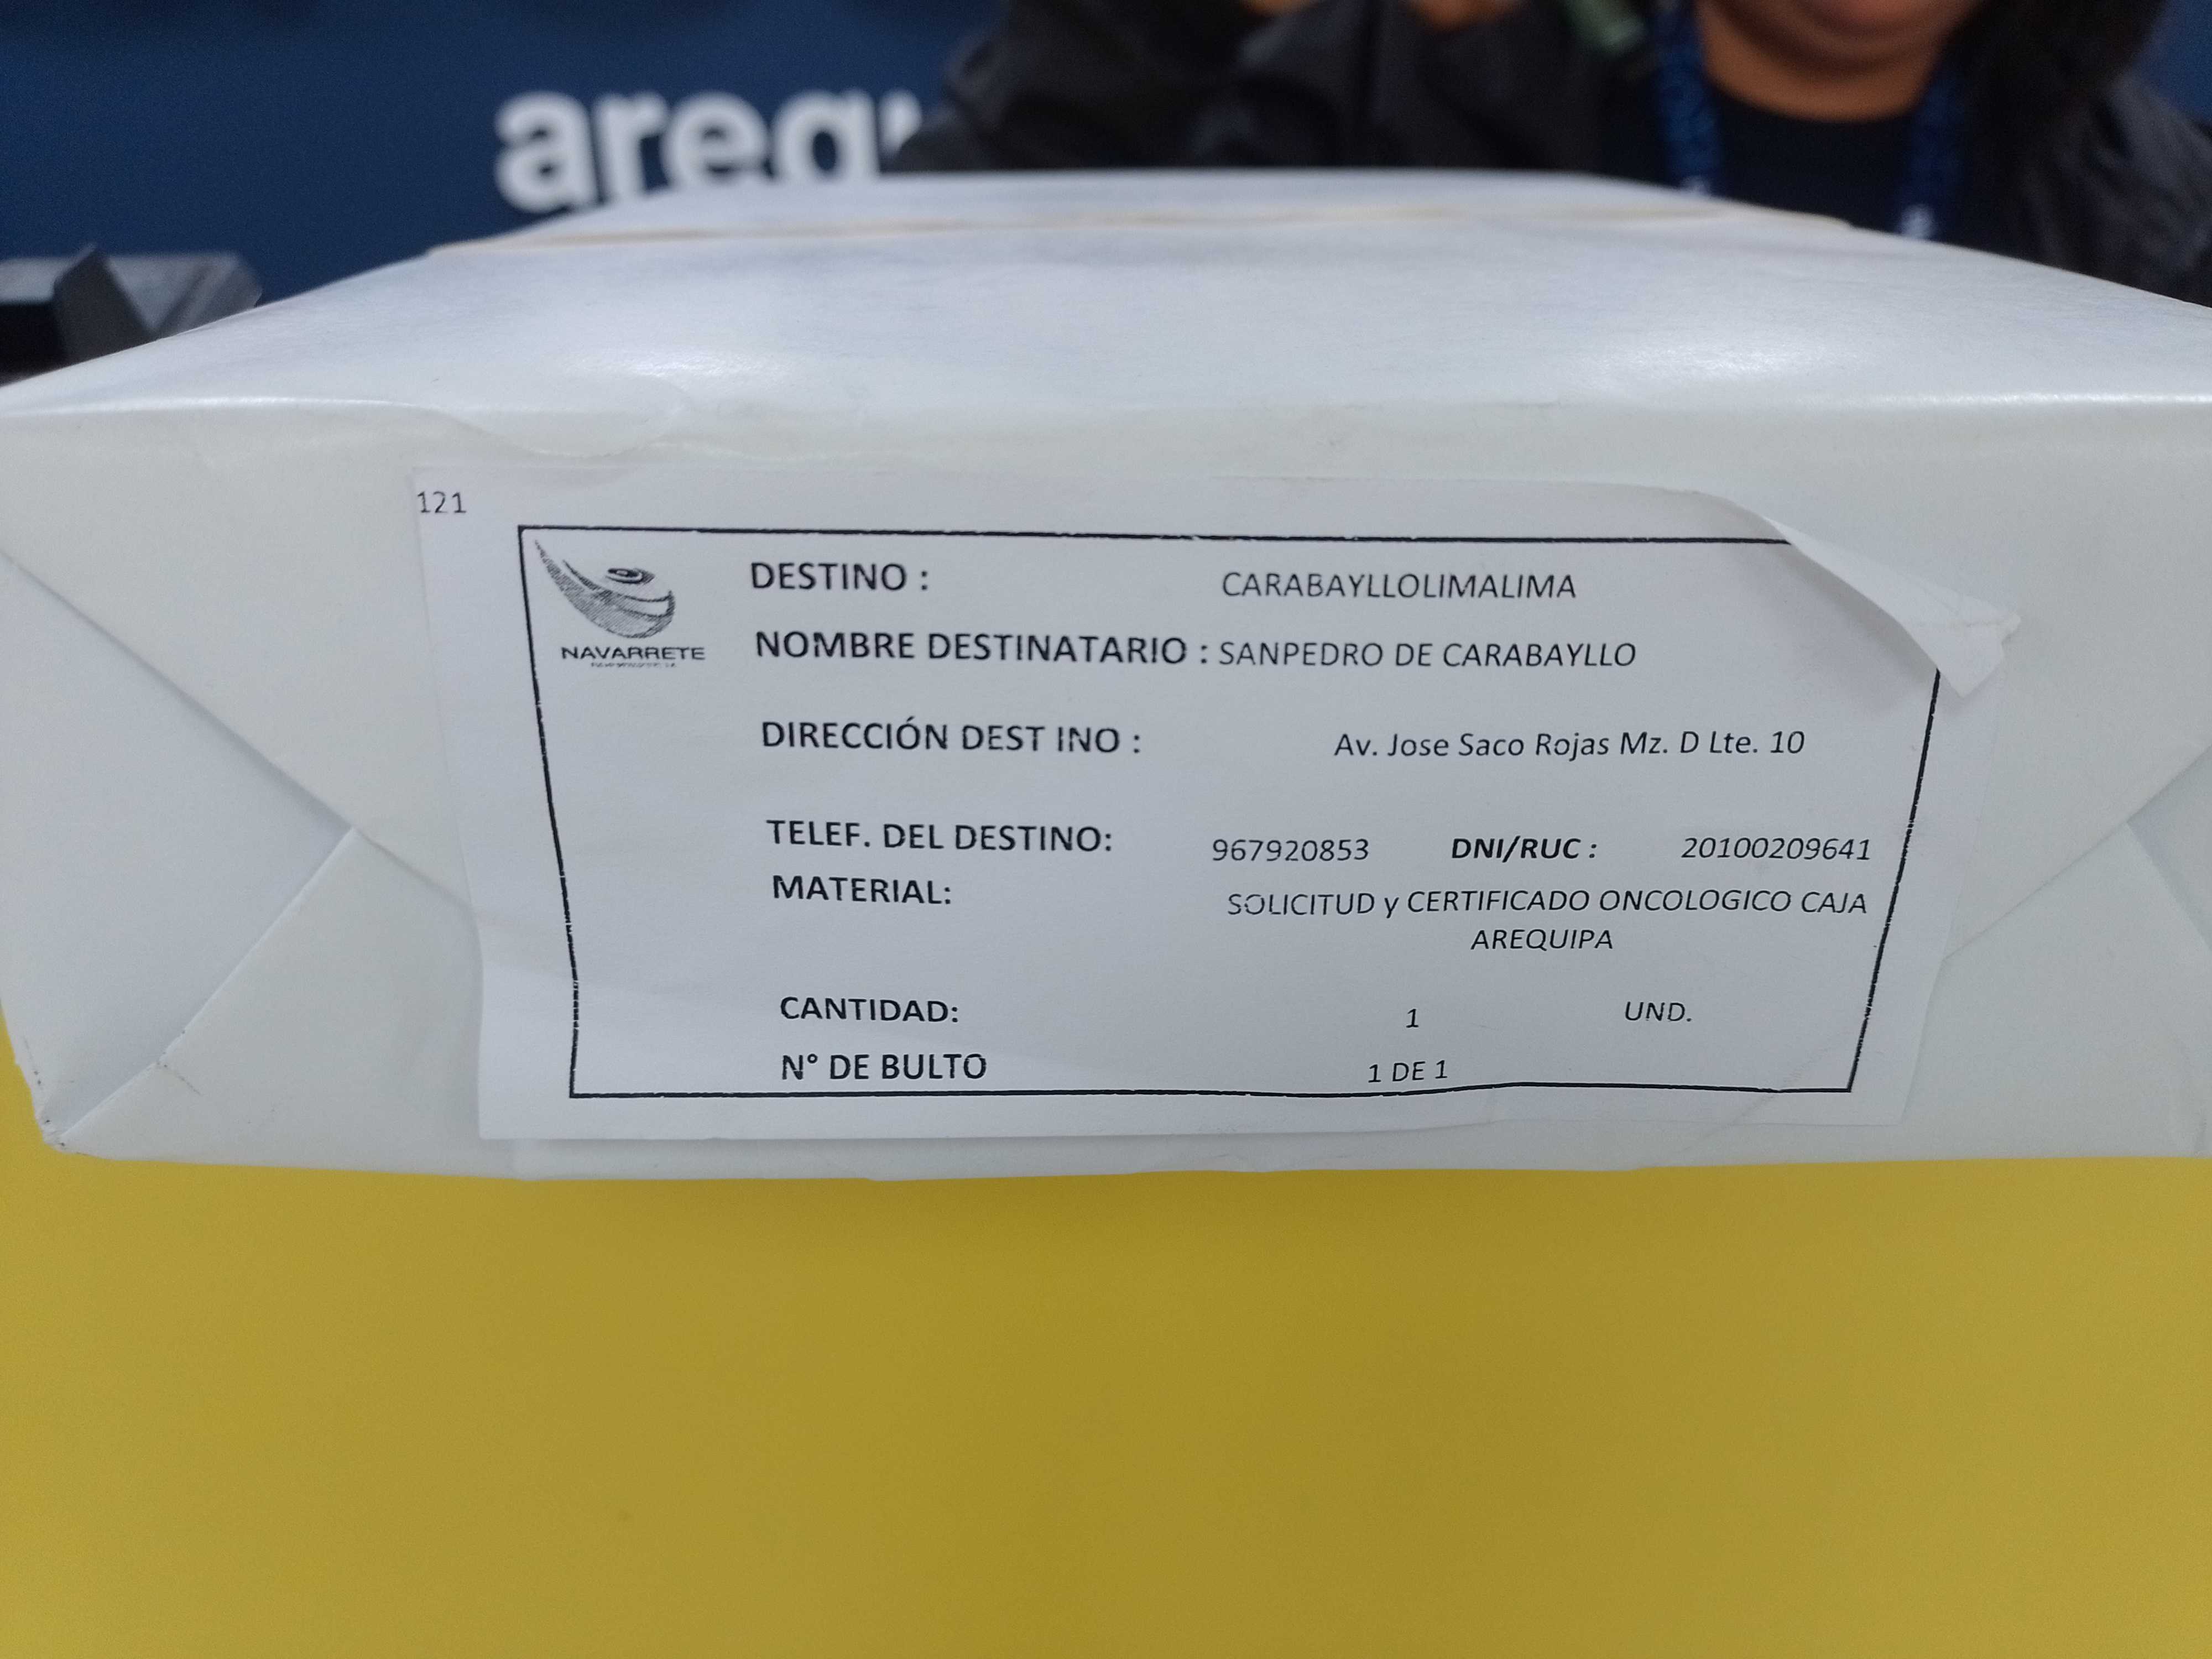 arequ
121
NAVARRETE
DESTINO : CARABAYLLOLIMALIMA
NOMBRE DESTINATARIO : SANPEDRO DE CARABAYLLO
DIRECCIÓN DEST INO : Av. Jose Saco Rojas Mz. D Lte. 10
TELEF. DEL DESTINO: 967920853 DNI/RUC : 20100209641
MATERIAL: SOLICITUD y CERTIFICADO ONCOLOGICO CAJA
AREQUIPA
CANTIDAD: 1 UND.
N° DE BULTO 1 DE 1